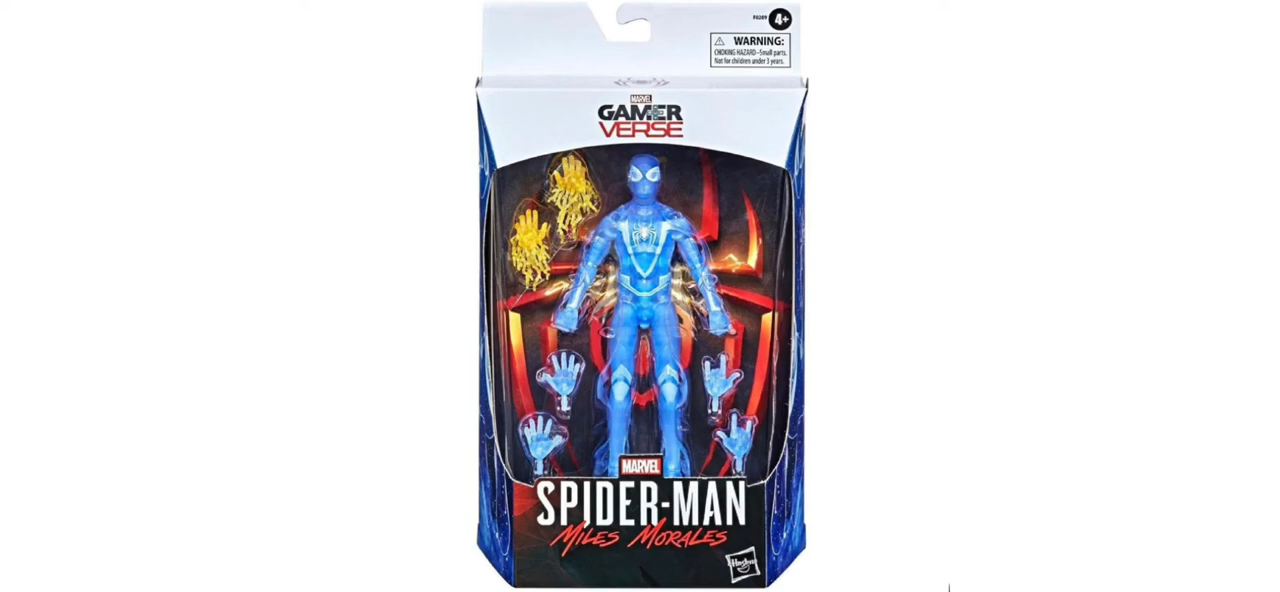 F0289 4+
WARNING:
CHOKING HAZARD-Small parts.
Not for children under 3 years.
MARVEL
GAMER
VERSE
MARVEL
SPIDER-MAN
MILES MORALES
Hasbro